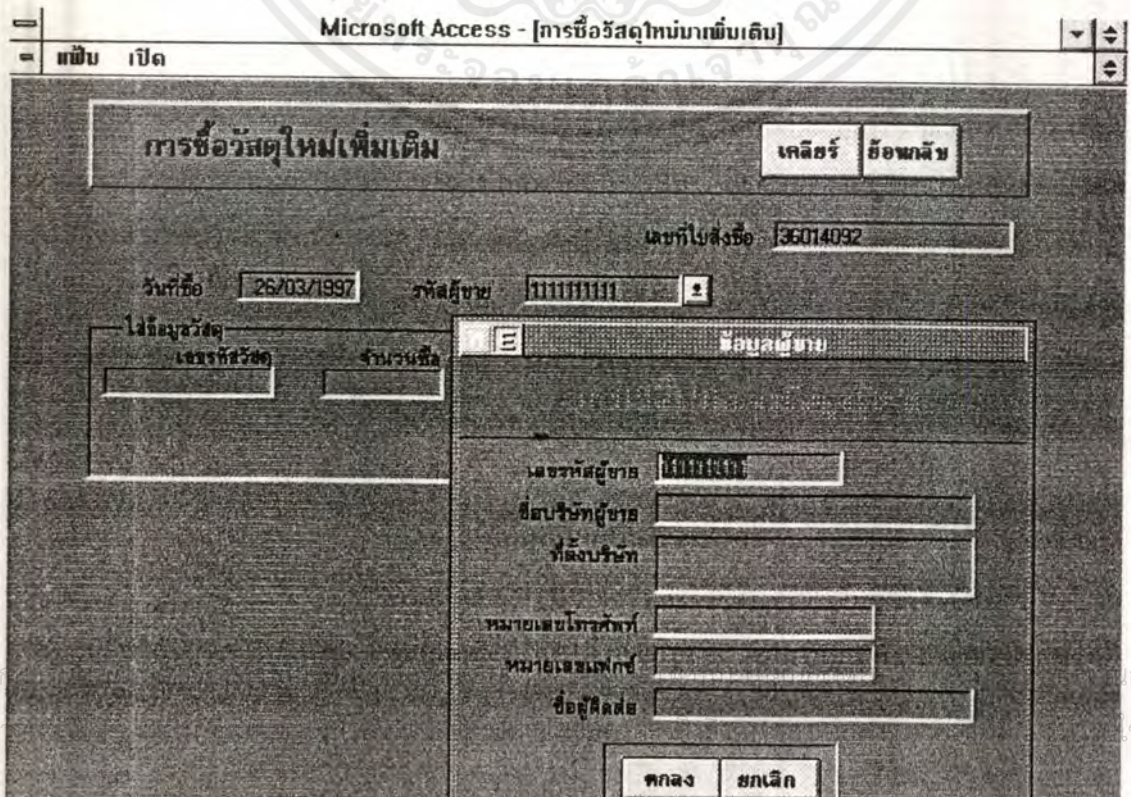 Microsoft Access - [การซื้อวัสดุใหม่มาเพิ่มเติม]
แฟ้ม เปิด
การซื้อวัสดุใหม่เพิ่มเติม
เคลียร์ ย้อนกลับ
เลขที่ใบสั่งซื้อ 36014092
วันที่ซื้อ 26/03/1997 รหัสผู้ขาย 1111111111
ใส่ข้อมูลวัสดุ
เลขรหัสวัสดุ จำนวนซื้อ
ข้อมูลผู้ขาย
เลขรหัสผู้ขาย
ชื่อบริษัทผู้ขาย
ที่ตั้งบริษัท
หมายเลขโทรศัพท์
หมายเลขแฟกซ์
ชื่อผู้ติดต่อ
ตกลง ยกเลิก